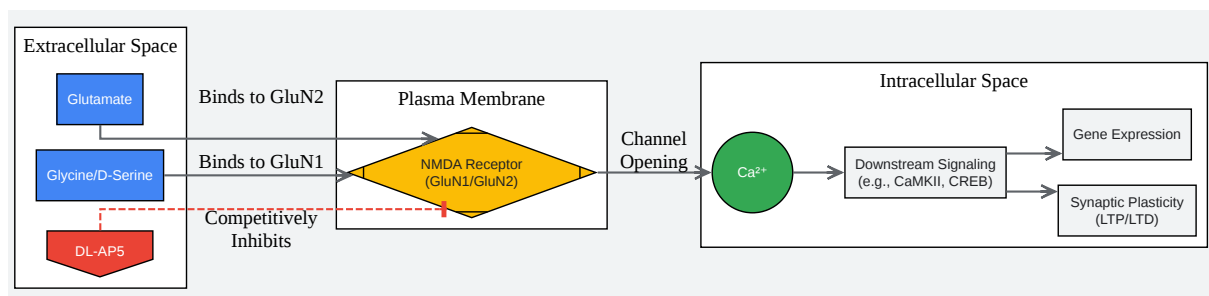 Extracellular Space
Glutamate
Glycine/D-Serine
DL-AP5
Binds to GluN2
Binds to GluN1
Competitively
Inhibits
Plasma Membrane
NMDA Receptor
(GluN1/GluN2)
Channel
Opening
Intracellular Space
Ca²⁺
Downstream Signaling
(e.g., CaMKII, CREB)
Gene Expression
Synaptic Plasticity
(LTP/LTD)